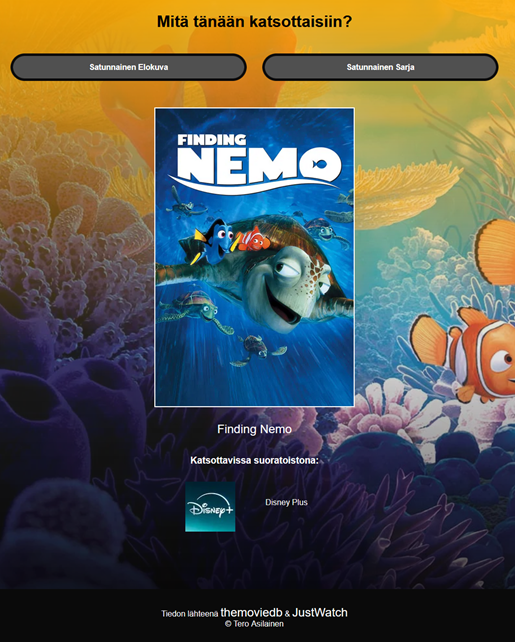 Mitä tänään katsottaisiin?
Satunnainen Elokuva
Satunnainen Sarja
FINDING
NEMO
Finding Nemo
Katsottavissa suoratoistona:
Disney+
Disney Plus
Tiedon lähteenä themoviedb & JustWatch
© Tero Asilainen